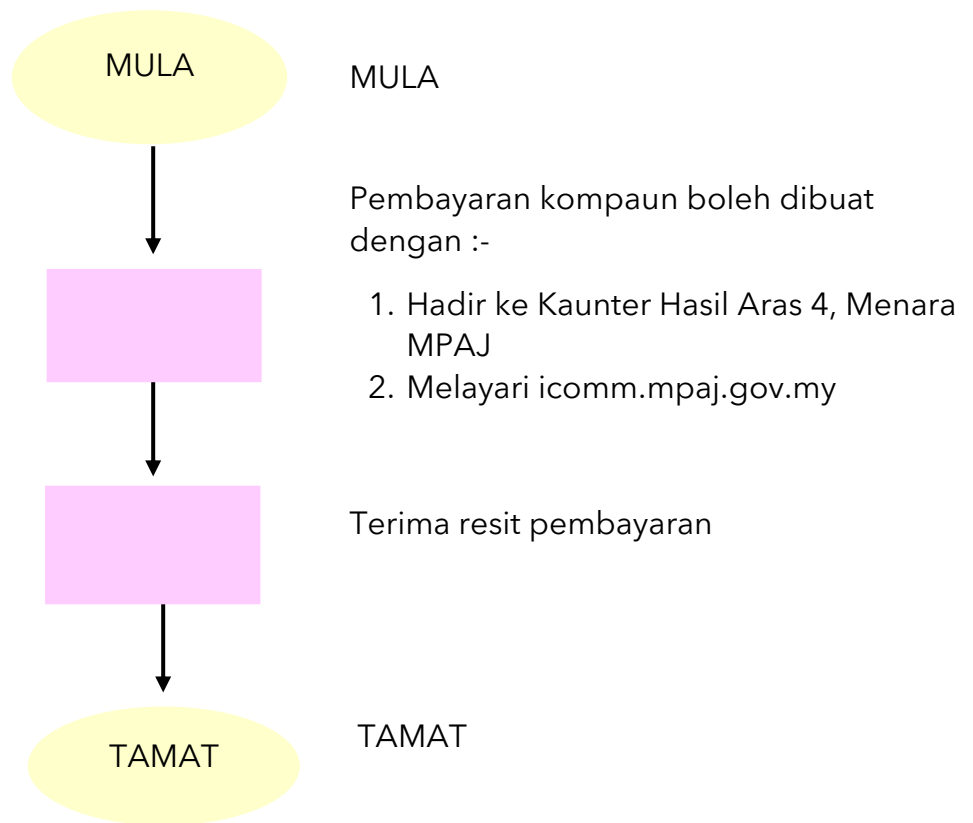 MULA
MULA
Pembayaran kompaun boleh dibuat
dengan :-
1. Hadir ke Kaunter Hasil Aras 4, Menara
MPAJ
2. Melayari icomm.mpaj.gov.my
Terima resit pembayaran
TAMAT
TAMAT